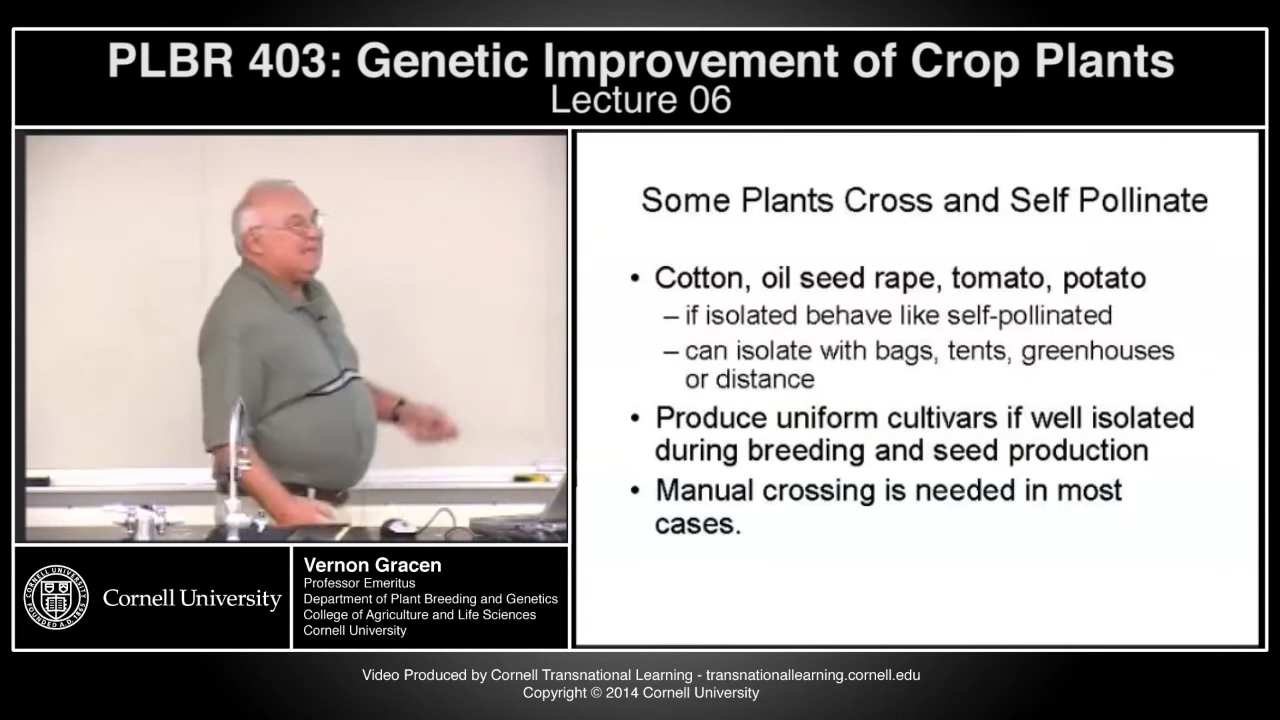 PLBR 403: Genetic Improvement of Crop Plants
Lecture 06
Some Plants Cross and Self Pollinate
• Cotton, oil seed rape, tomato, potato
– if isolated behave like self-pollinated
– can isolate with bags, tents, greenhouses
or distance
• Produce uniform cultivars if well isolated
during breeding and seed production
• Manual crossing is needed in most
cases.
Cornell University
Vernon Gracen
Professor Emeritus
Department of Plant Breeding and Genetics
College of Agriculture and Life Sciences
Cornell University
Video Produced by Cornell Transnational Learning - transnationallearning.cornell.edu
Copyright © 2014 Cornell University